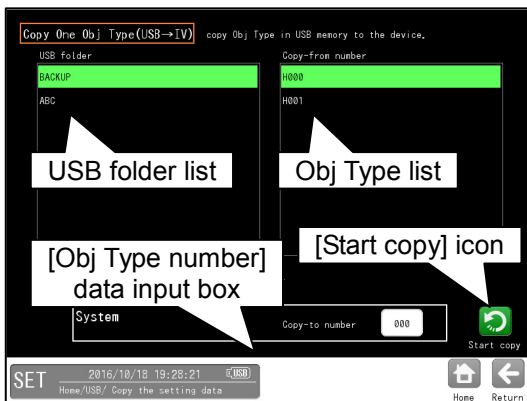 Copy One Obj Type(USB→IV) copy Obj Type in USB memory to the device.
USB folder Copy-from number
BACKUP H000
ABC H001
USB folder list Obj Type list
[Obj Type number] data input box
[Start copy] icon
System
Copy-to number 000
Start copy
SET 2016/10/18 19:28:21 USB
Home/USB/ Copy the setting data
Home Return